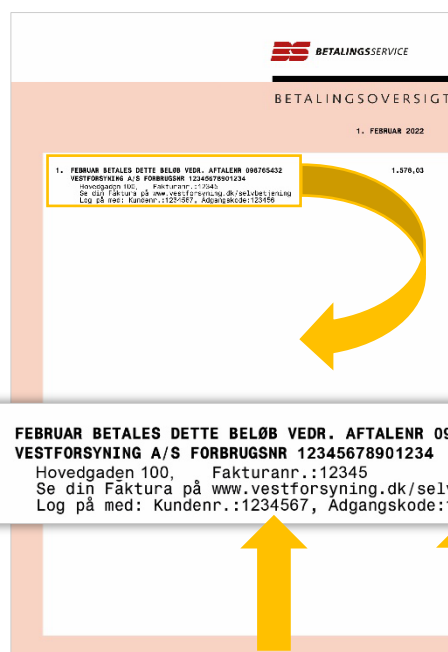 BETALINGSSERVICE
BETALINGSOVERSIGT
1. FEBRUAR 2022
1. FEBRUAR BETALES DETTE BELØB VEDR. AFTALENR 098765432 1.578,03
VESTFORSYNING A/S FORBRUGSNR 12345678901234
Hovedgaden 100, Fakturanr.:12345
Se din Faktura på www.vestforsyning.dk/selvbetjening
Log på med: Kundenr.:1234567, Adgangskode:123456
FEBRUAR BETALES DETTE BELØB VEDR. AFTALENR 09
VESTFORSYNING A/S FORBRUGSNR 12345678901234
Hovedgaden 100, Fakturanr.:12345
Se din Faktura på www.vestforsyning.dk/sel
Log på med: Kundenr.:1234567, Adgangskode: